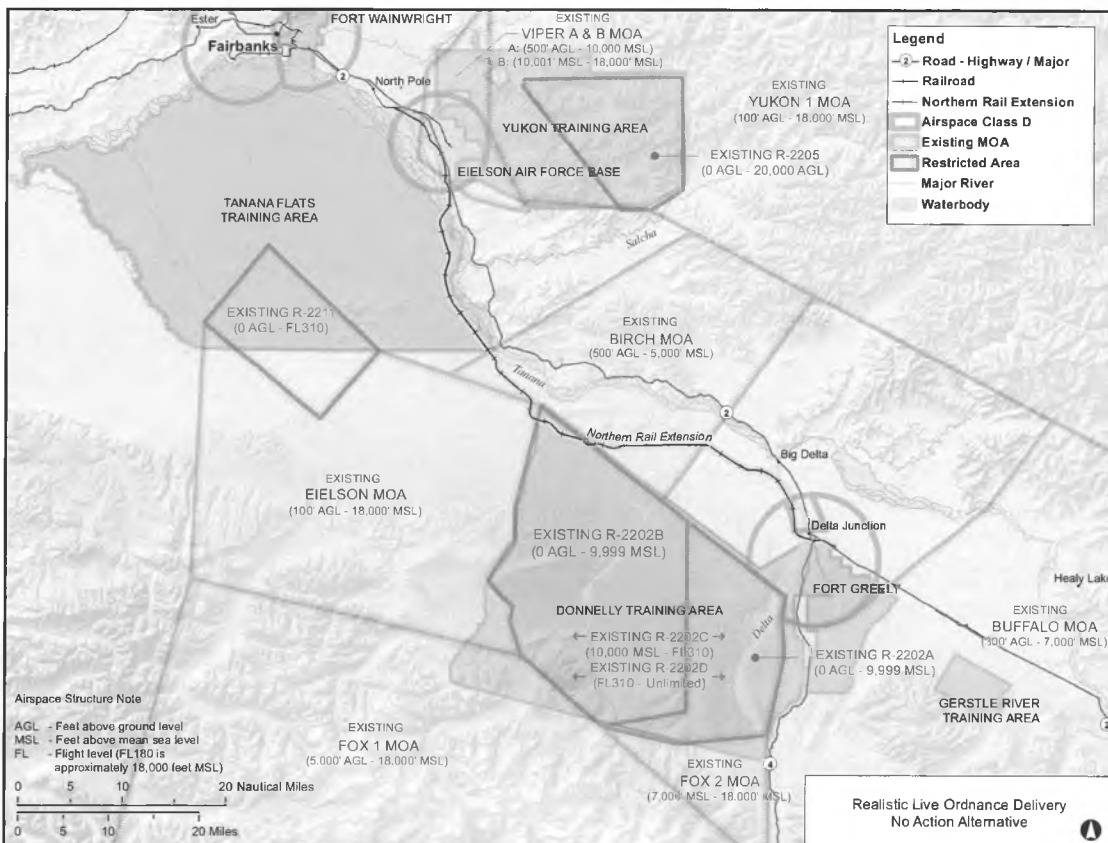 Ester
Fairbanks
FORT WAINWRIGHT
2
North Pole
EXISTING
VIPER A & B MOA
A: (500' AGL - 10,000 MSL)
B: (10,001' MSL - 18,000' MSL)
YUKON TRAINING AREA
EXISTING
YUKON 1 MOA
(100' AGL - 18,000' MSL)
EXISTING R-2205
(0 AGL - 20,000 AGL)
EIELSON AIR FORCE BASE
Legend
2 Road - Highway / Major
Railroad
Northern Rail Extension
Airspace Class D
Existing MOA
Restricted Area
Major River
Waterbody
TANANA FLATS
TRAINING AREA
Salcha
EXISTING R-2211
(0 AGL - FL310)
EXISTING
BIRCH MOA
(500' AGL - 5,000' MSL)
Tanana
2
Northern Rail Extension
Big Delta
EXISTING
EIELSON MOA
(100' AGL - 18,000' MSL)
Delta Junction
EXISTING R-2202B
(0 AGL - 9,999 MSL)
FORT GREELY
Healy Lake
DONNELLY TRAINING AREA
Delta
EXISTING
BUFFALO MOA
(300' AGL - 7,000' MSL)
EXISTING R-2202C
(10,000 MSL - FL310)
EXISTING R-2202D
(FL310 - Unlimited)
EXISTING R-2202A
(0 AGL - 9,999 MSL)
GERSTLE RIVER
TRAINING AREA
2
Airspace Structure Note
AGL - Feet above ground level
MSL - Feet above mean sea level
FL - Flight level (FL180 is
approximately 18,000 feet MSL)
EXISTING
FOX 1 MOA
(5,000' AGL - 18,000' MSL)
EXISTING
FOX 2 MOA
(7,000' MSL - 18,000' MSL)
4
0 5 10 20 Nautical Miles
0 5 10 20 Miles
Realistic Live Ordnance Delivery
No Action Alternative